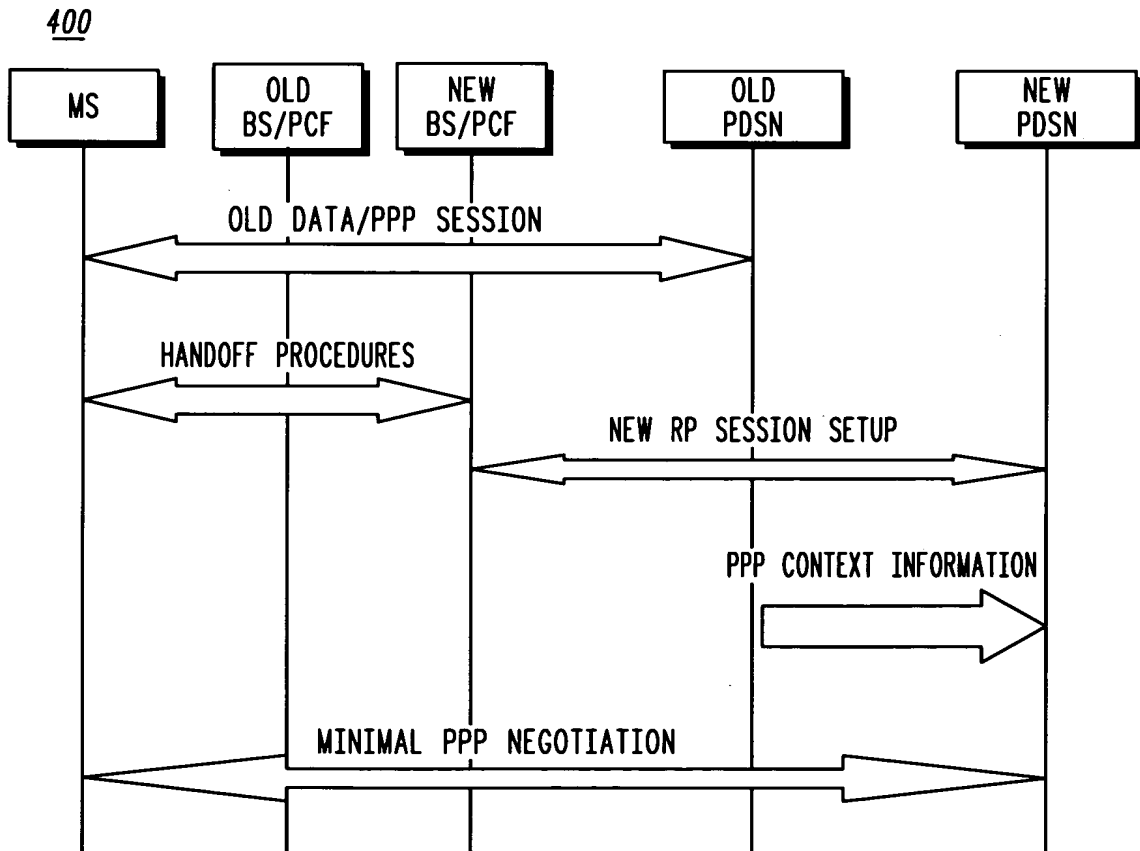 400
MS
OLD
BS/PCF
NEW
BS/PCF
OLD
PDSN
NEW
PDSN
OLD DATA/PPP SESSION
HANDOFF PROCEDURES
NEW RP SESSION SETUP
PPP CONTEXT INFORMATION
MINIMAL PPP NEGOTIATION